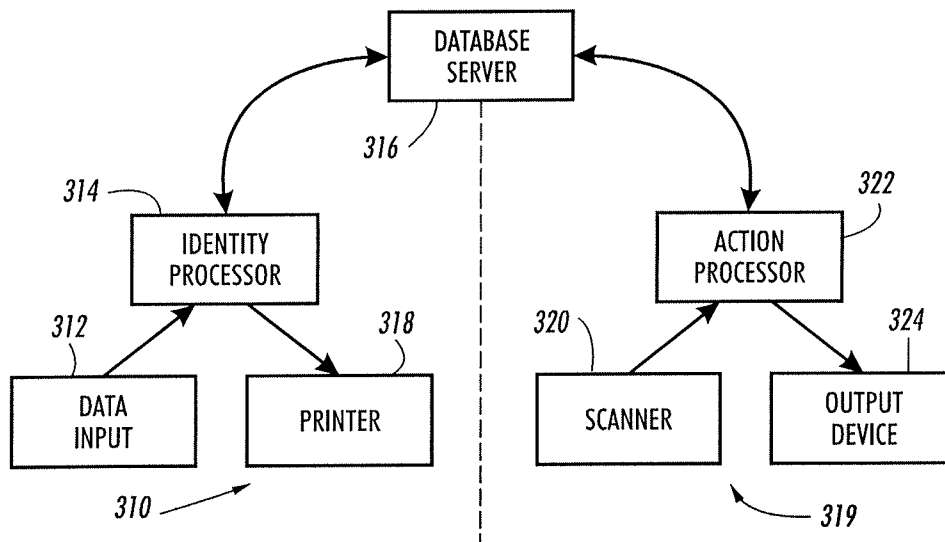 DATABASE
SERVER
316
314
322
IDENTITY
PROCESSOR
ACTION
PROCESSOR
312
318
320
324
DATA
INPUT
PRINTER
SCANNER
OUTPUT
DEVICE
310
319